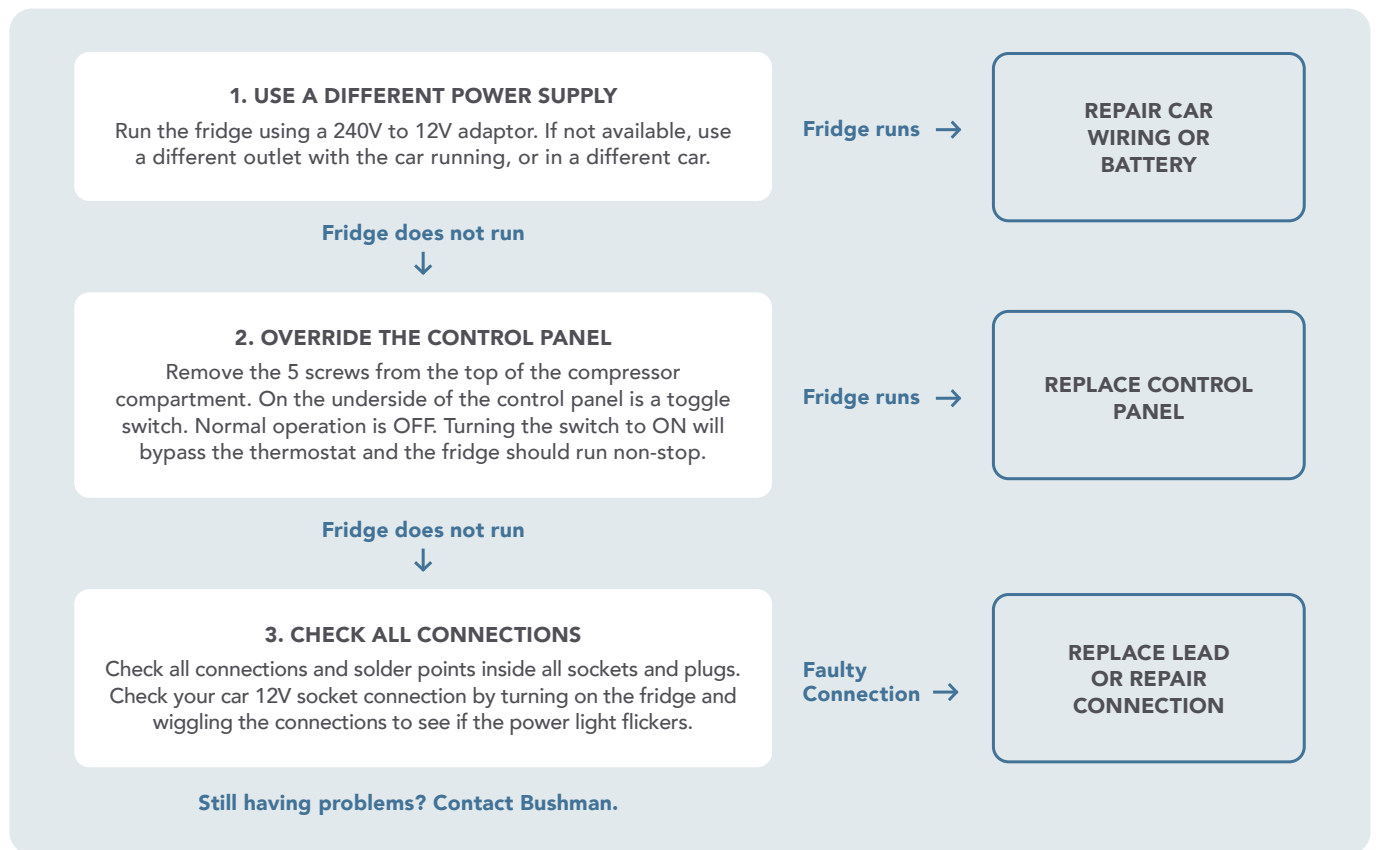 1. USE A DIFFERENT POWER SUPPLY
Run the fridge using a 240V to 12V adaptor. If not available, use
a different outlet with the car running, or in a different car.
Fridge runs →
REPAIR CAR
WIRING OR
BATTERY
Fridge does not run
↓
2. OVERRIDE THE CONTROL PANEL
Remove the 5 screws from the top of the compressor
compartment. On the underside of the control panel is a toggle
switch. Normal operation is OFF. Turning the switch to ON will
bypass the thermostat and the fridge should run non-stop.
Fridge runs →
REPLACE CONTROL
PANEL
Fridge does not run
↓
3. CHECK ALL CONNECTIONS
Check all connections and solder points inside all sockets and plugs.
Check your car 12V socket connection by turning on the fridge and
wiggling the connections to see if the power light flickers.
Faulty
Connection →
REPLACE LEAD
OR REPAIR
CONNECTION
Still having problems? Contact Bushman.